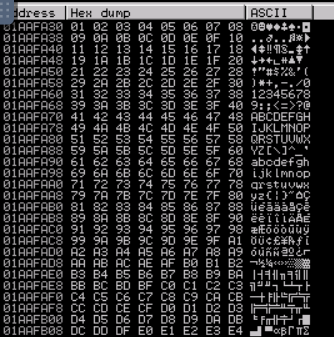 ddress Hex dump ASCII
1AAFA30 01 02 03 04 05 06 07 08 ☺☻♥♦♣♠•◘
1AAFA38 09 0A 0B 0C 0D 0E 0F 10
1AAFA40 11 12 13 14 15 16 17 18 ◄↕‼¶§▬↨↑
1AAFA48 19 1A 1B 1C 1D 1E 1F 20 ↓→←∟↔▲▼
01AAFA50 21 22 23 24 25 26 27 28 !"#$%&'(
01AAFA58 29 2A 2B 2C 2D 2E 2F 30 )*+,-./0
01AAFA60 31 32 33 34 35 36 37 38 12345678
01AAFA68 39 3A 3B 3C 3D 3E 3F 40 9:;<=>?@
01AAFA70 41 42 43 44 45 46 47 48 ABCDEFGH
01AAFA78 49 4A 4B 4C 4D 4E 4F 50 IJKLMNOP
01AAFA80 51 52 53 54 55 56 57 58 QRSTUVWX
01AAFA88 59 5A 5B 5C 5D 5E 5F 60 YZ[\]^_`
01AAFA90 61 62 63 64 65 66 67 68 abcdefgh
01AAFA98 69 6A 6B 6C 6D 6E 6F 70 ijklmnop
01AAFAA0 71 72 73 74 75 76 77 78 qrstuvwx
01AAFAA8 79 7A 7B 7C 7D 7E 7F 80 yz{|}~⌂Ç
01AAFAB0 81 82 83 84 85 86 87 88 üéâäàåçê
01AAFAB8 89 8A 8B 8C 8D 8E 8F 90 ëèïîìÄÅÉ
01AAFAC0 91 92 93 94 95 96 97 98 æÆôöòûùÿ
01AAFAC8 99 9A 9B 9C 9D 9E 9F A1 ÖÜ¢£¥₧ƒí
01AAFAD0 A2 A3 A4 A5 A6 A7 A8 A9 óúñÑªº¿⌐
01AAFAD8 AA AB AC AE AF B0 B1 B2 ¬½¼«»░▒▓
01AAFAE0 B3 B4 B5 B6 B7 B8 B9 BA │┤╡╢╖╕╣║
01AAFAE8 BB BC BD BF C0 C1 C2 C3 ╗╝╜┐└┴┬├
01AAFAF0 C4 C5 C6 C7 C8 C9 CA CB ─┼╞╟╚╔╩╦
01AAFAF8 CC CD CE CF D0 D1 D2 D3 ╠═╬╧╨╤╥╙
01AAFB00 D4 D5 D6 D7 D8 D9 DA DB ╘╒╓╫╪┘┌█
01AAFB08 DC DD DF E0 E1 E2 E3 E4 ▄▌▀αßΓπΣ